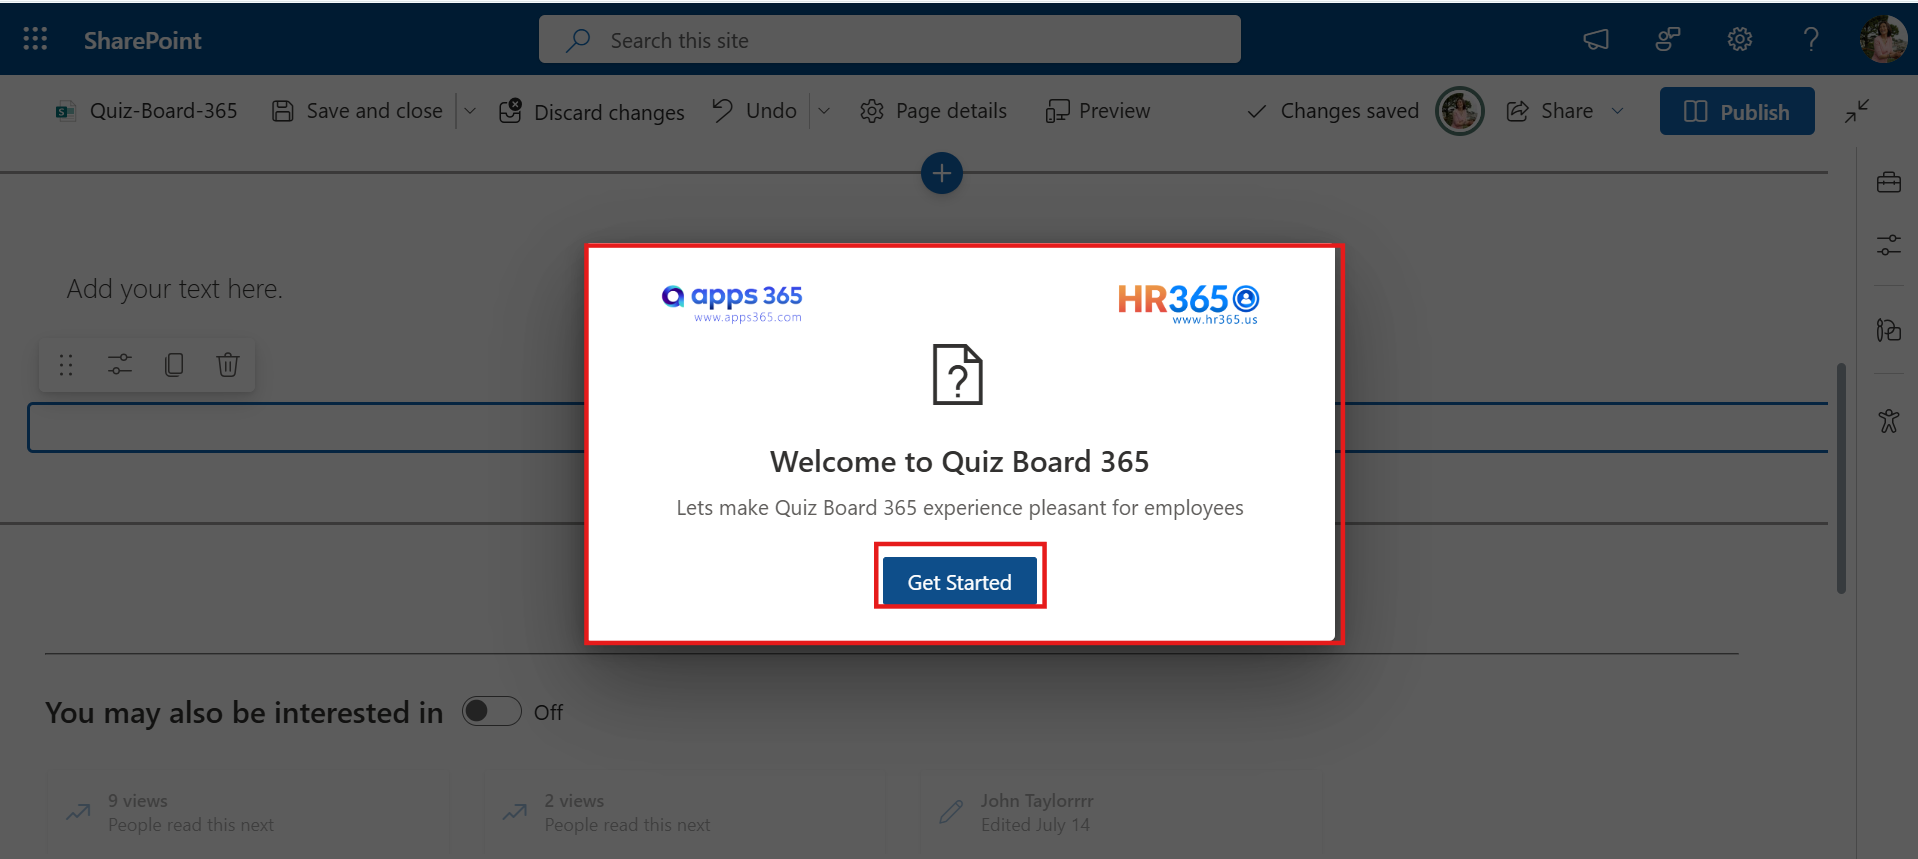 SharePoint
Search this site
Quiz-Board-365
Save and close
Discard changes
Undo
Page details
Preview
Changes saved
Share
Publish
Add your text here.
apps 365
www.apps365.com
HR365
www.hr365.us
?
Welcome to Quiz Board 365
Lets make Quiz Board 365 experience pleasant for employees
Get Started
You may also be interested in
Off
9 views
People read this next
2 views
People read this next
John Taylorrrr
Edited July 14